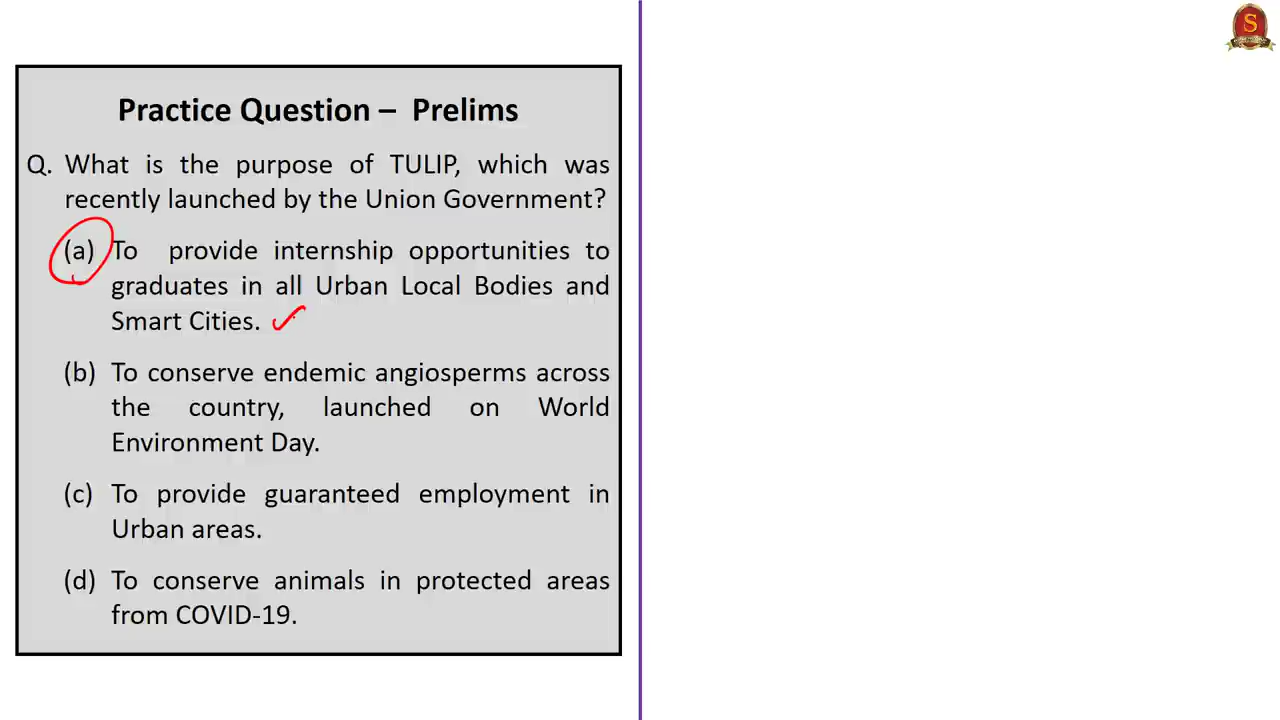 Practice Question – Prelims
Q. What is the purpose of TULIP, which was
recently launched by the Union Government?
(a) To provide internship opportunities to
graduates in all Urban Local Bodies and
Smart Cities.
(b) To conserve endemic angiosperms across
the country, launched on World
Environment Day.
(c) To provide guaranteed employment in
Urban areas.
(d) To conserve animals in protected areas
from COVID-19.
S